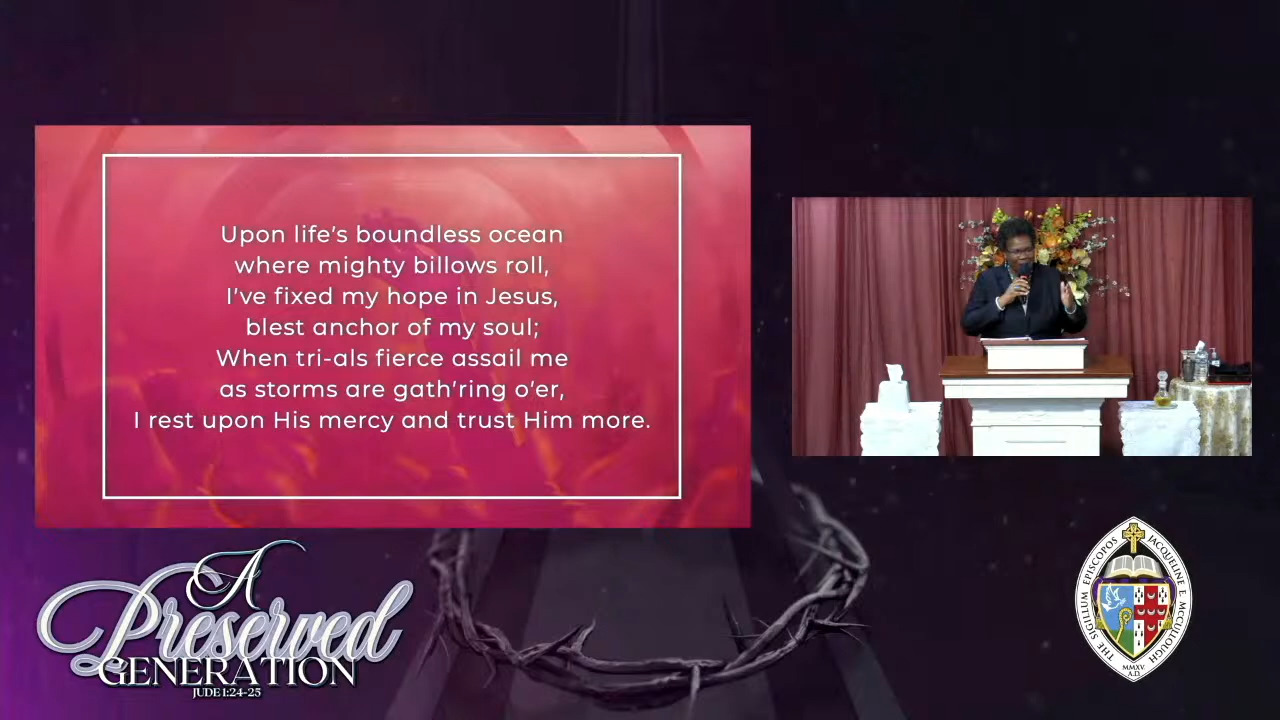 Upon life’s boundless ocean
where mighty billows roll,
I’ve fixed my hope in Jesus,
blest anchor of my soul;
When tri-als fierce assail me
as storms are gath’ring o’er,
I rest upon His mercy and trust Him more.
A
Preserved
GENERATION
JUDE 1:24-25
THE SIGILLUM EPISCOPOS JACQUELINE E. MCCULLOUGH
MMXV
A.D.